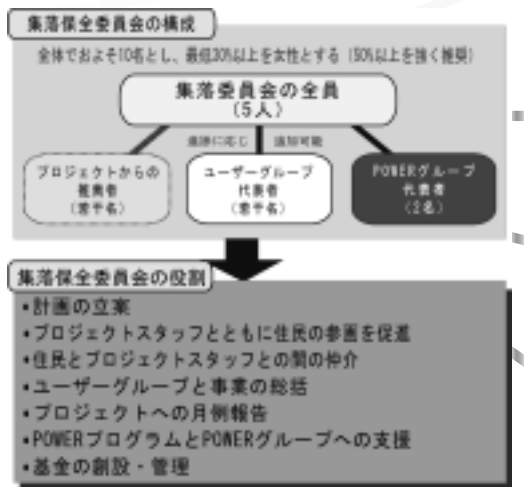 集落保全委員会の構成
全体でおよそ10名とし、最低30%以上を女性とする（50%以上を強く推奨）
集落委員会の全員
（5人）
進捗に応じ 追加可能
プロジェクトからの
推薦者
（若干名）
ユーザーグループ
代表者
（若干名）
POWERグループ
代表者
（2名）
集落保全委員会の役割
•計画の立案
•プロジェクトスタッフとともに住民の参画を促進
•住民とプロジェクトスタッフとの間の仲介
•ユーザーグループと事業の総括
•プロジェクトへの月例報告
•POWERプログラムとPOWERグループへの支援
•基金の創設・管理